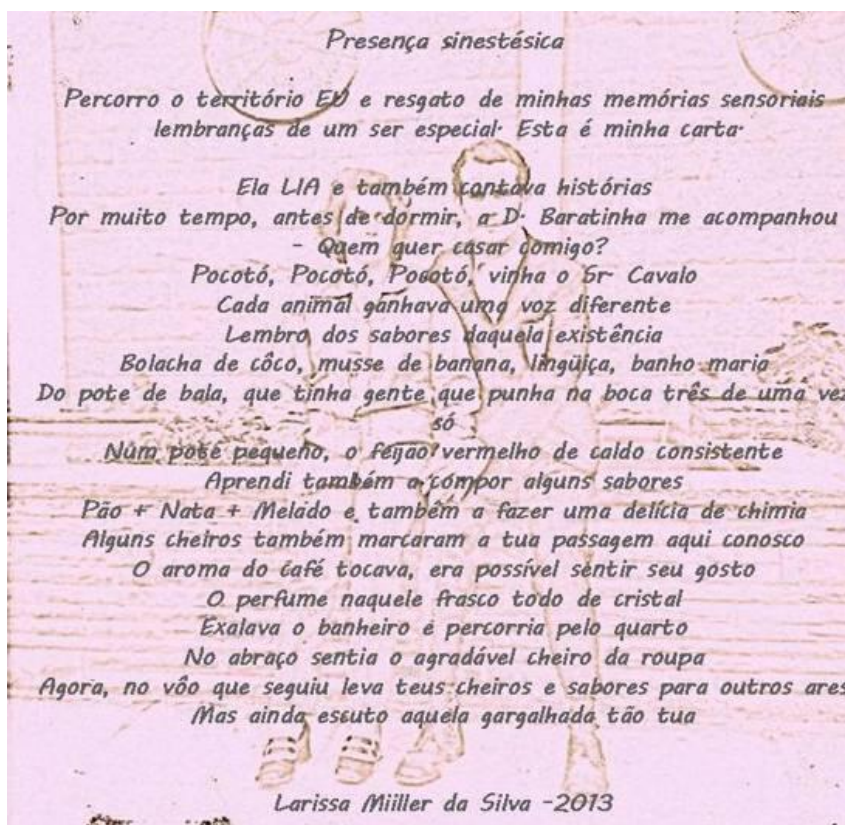 Presença sinestésica
Percorro o território EU e resgato de minhas memórias sensoriais
lembranças de um ser especial. Esta é minha carta.
Ela LIA e também contava histórias
Por muito tempo, antes de dormir, a D. Baratinha me acompanhou
- Quem quer casar comigo?
Pocotó, Pocotó, Pocotó, vinha o Sr. Cavalo
Cada animal ganhava uma voz diferente
Lembro dos sabores daquela existência
Bolacha de côco, musse de banana, lingüiça, banho maria
Do pote de bala, que tinha gente que punha na boca três de uma vez
só
Num pote pequeno, o feijão vermelho de caldo consistente
Aprendi também a compor alguns sabores
Pão + Nata + Melado e também a fazer uma delícia de chimia
Alguns cheiros também marcaram a tua passagem aqui conosco
O aroma do café tocava, era possível sentir seu gosto
O perfume naquele frasco todo de cristal
Exalava o banheiro e percorria pelo quarto
No abraço sentia o agradável cheiro da roupa
Agora, no vôo que seguiu leva teus cheiros e sabores para outros ares
Mas ainda escuto aquela gargalhada tão tua
Larissa Miiller da Silva -2013